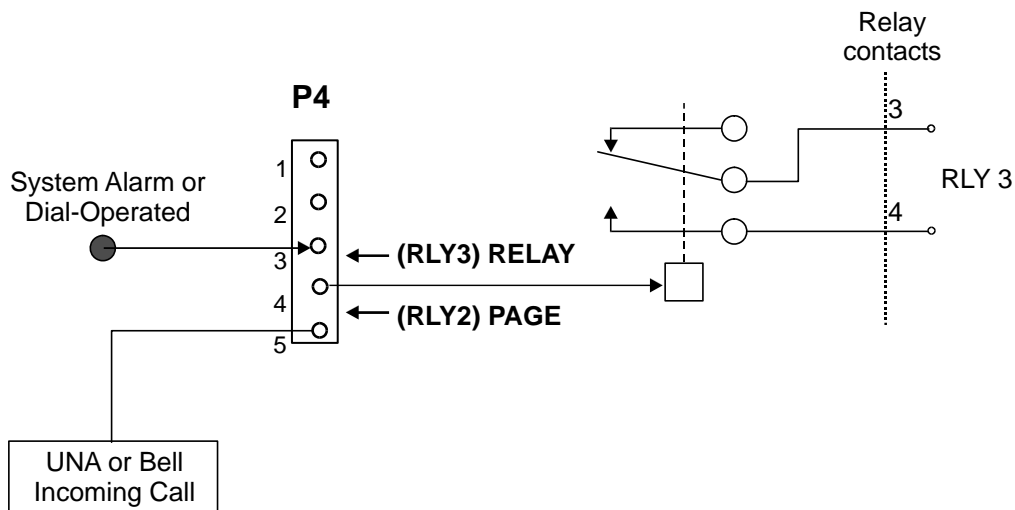 Relay
contacts
P4
3
1
System Alarm or
Dial-Operated
2
RLY 3
4
3
(RLY3) RELAY
4
(RLY2) PAGE
5
UNA or Bell
Incoming Call